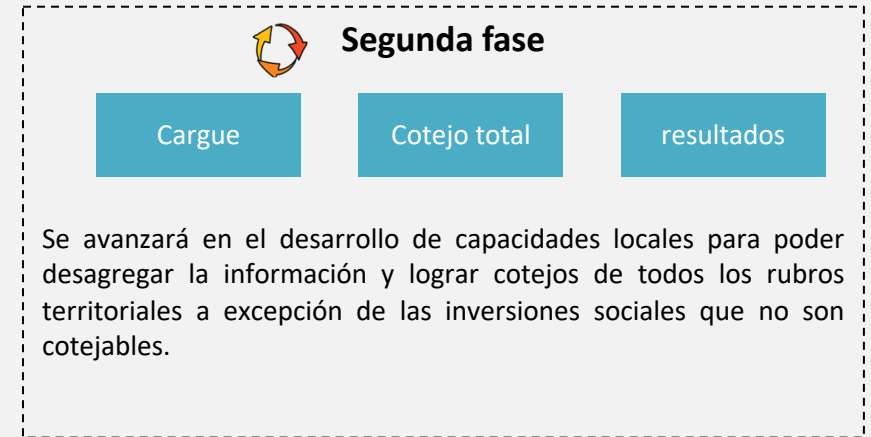 Segunda fase
Cargue
Cotejo total
resultados
Se avanzará en el desarrollo de capacidades locales para poder
desagregar la información y lograr cotejos de todos los rubros
territoriales a excepción de las inversiones sociales que no son
cotejables.